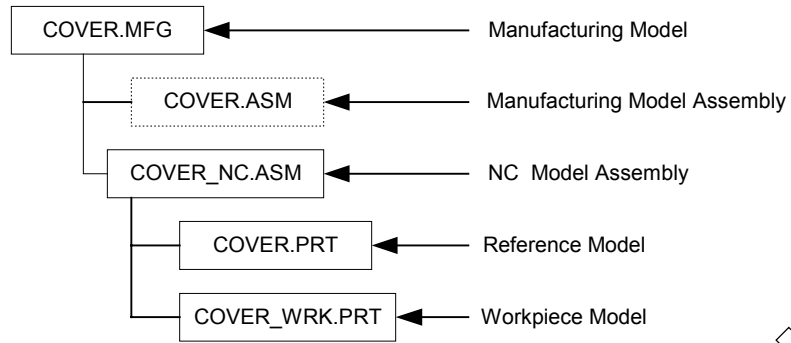 COVER.MFG Manufacturing Model
COVER.ASM Manufacturing Model Assembly
COVER_NC.ASM NC Model Assembly
COVER.PRT Reference Model
COVER_WRK.PRT Workpiece Model